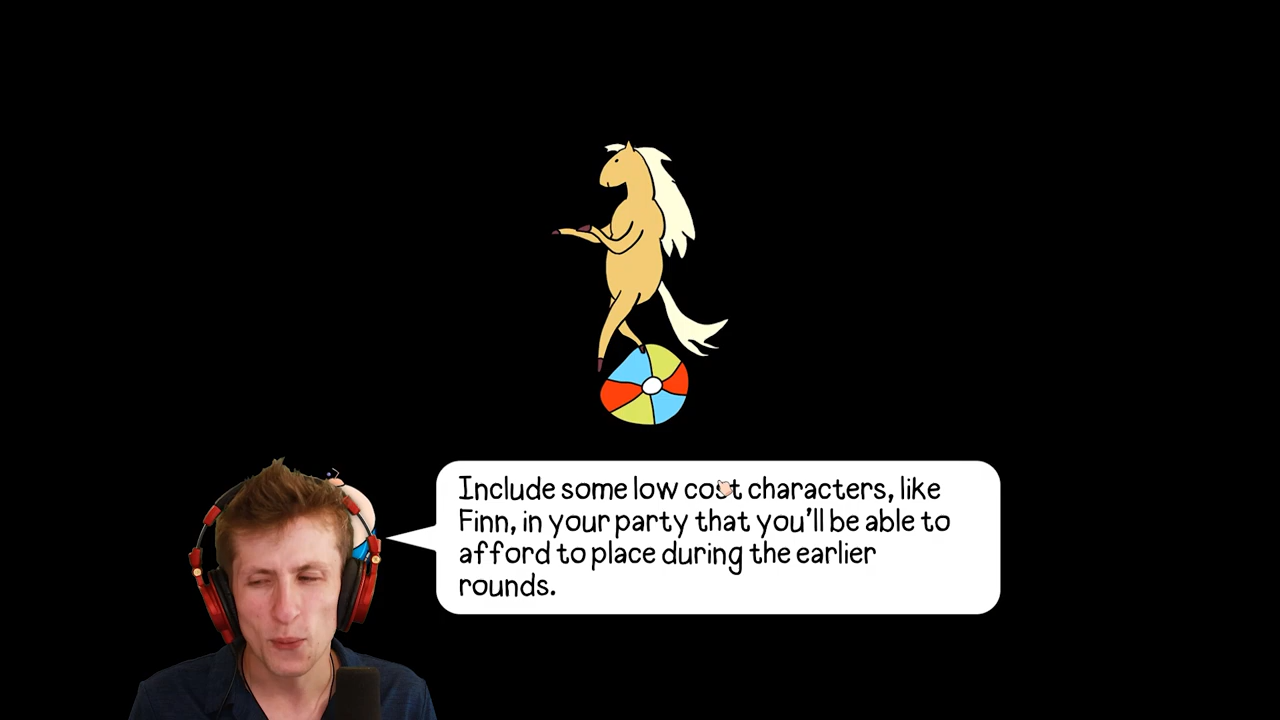 Include some low cost characters, like
Finn, in your party that you'll be able to
afford to place during the earlier
rounds.